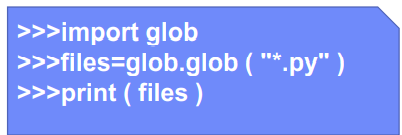 >>>import glob
>>>files=glob.glob ( "*.py" )
>>>print ( files )